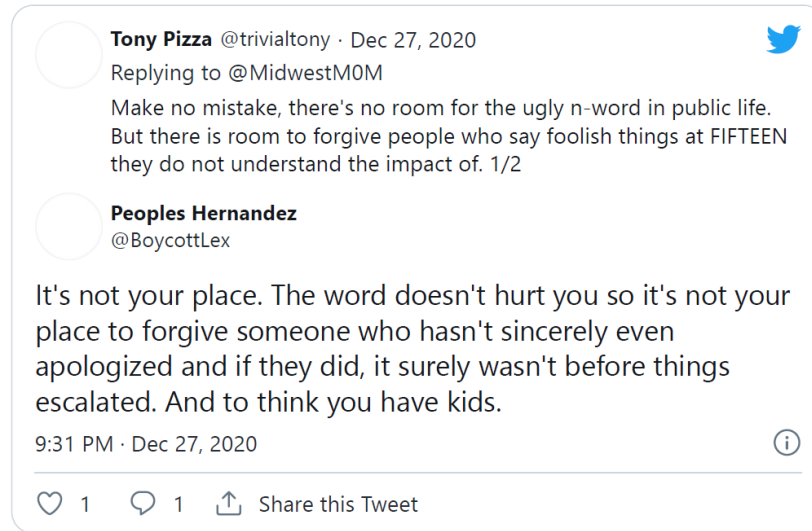 Tony Pizza @trivialtony · Dec 27, 2020
Replying to @MidwestM0M
Make no mistake, there's no room for the ugly n-word in public life.
But there is room to forgive people who say foolish things at FIFTEEN
they do not understand the impact of. 1/2
Peoples Hernandez
@BoycottLex
It's not your place. The word doesn't hurt you so it's not your
place to forgive someone who hasn't sincerely even
apologized and if they did, it surely wasn't before things
escalated. And to think you have kids.
9:31 PM · Dec 27, 2020
1 1 Share this Tweet